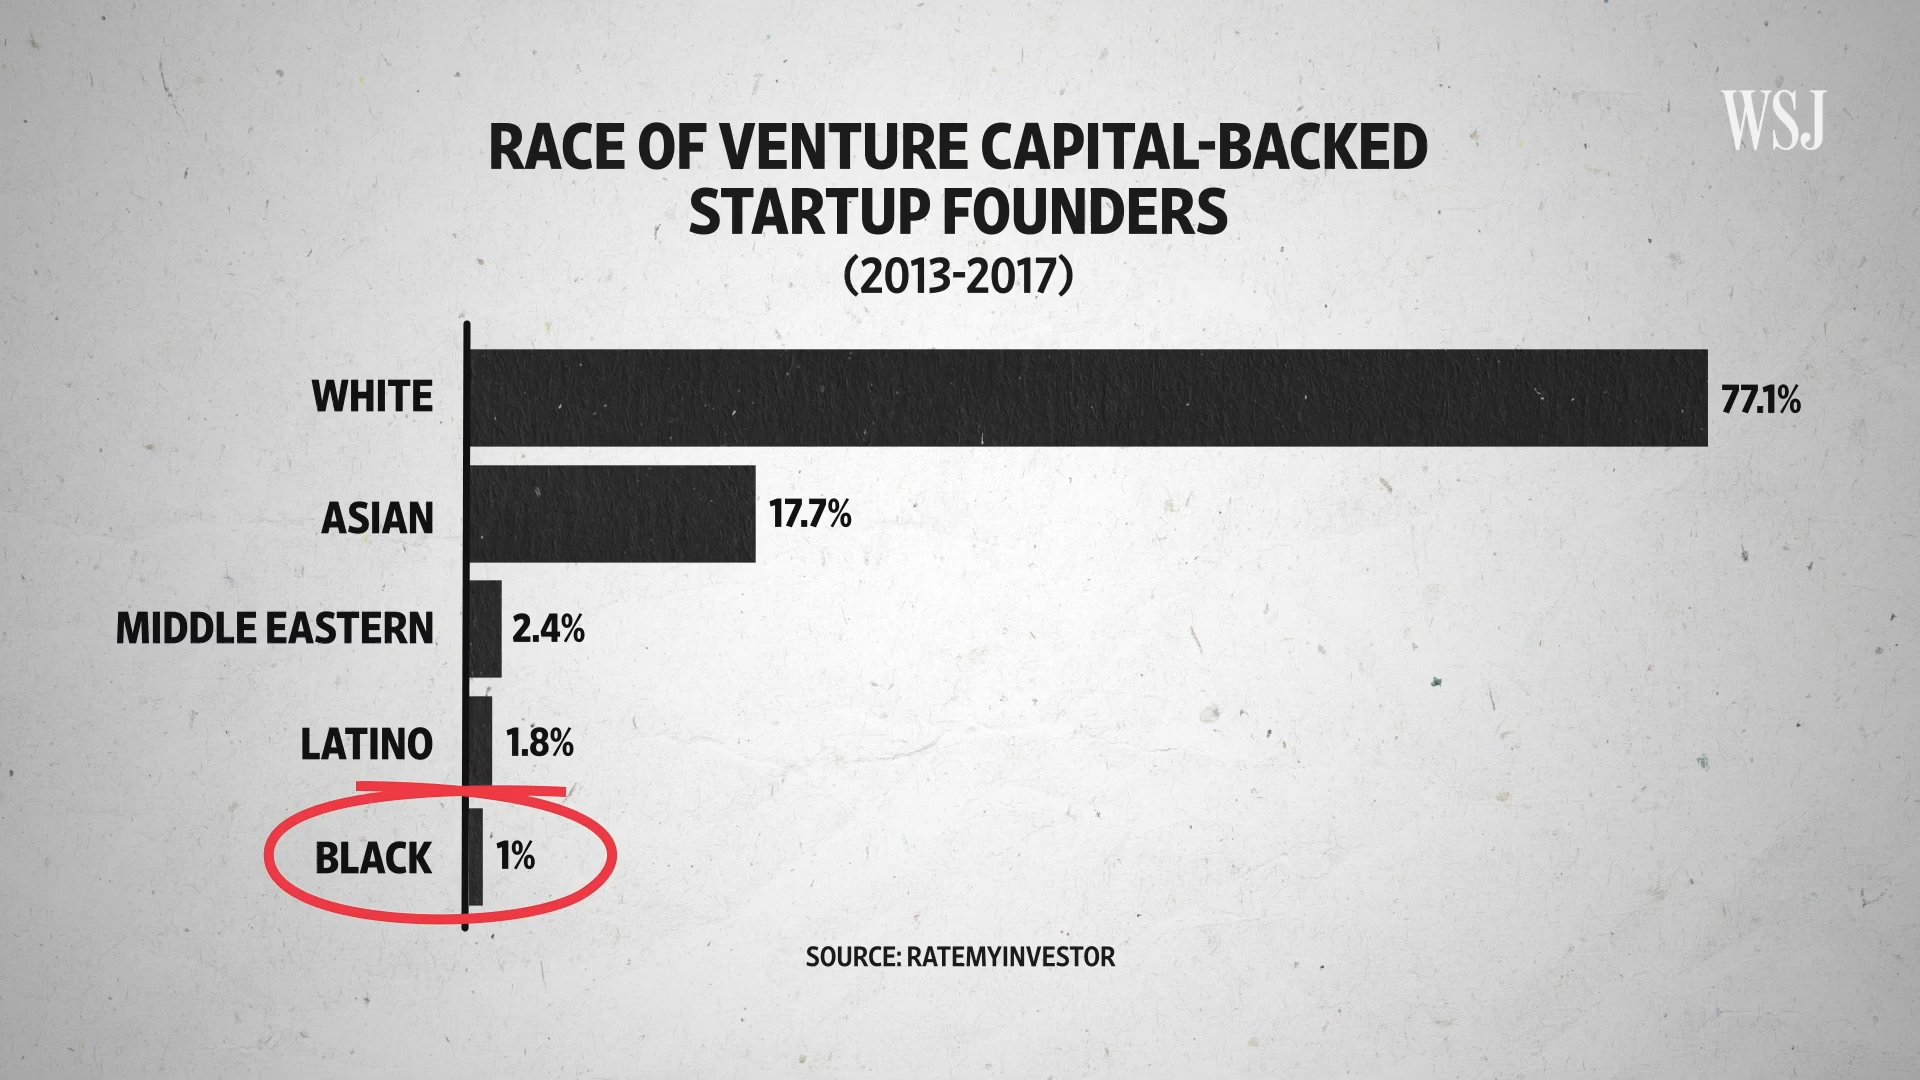 WSJ
RACE OF VENTURE CAPITAL-BACKED
STARTUP FOUNDERS
(2013-2017)
WHITE 77.1%
ASIAN 17.7%
MIDDLE EASTERN 2.4%
LATINO 1.8%
BLACK 1%
SOURCE: RATEMYINVESTOR